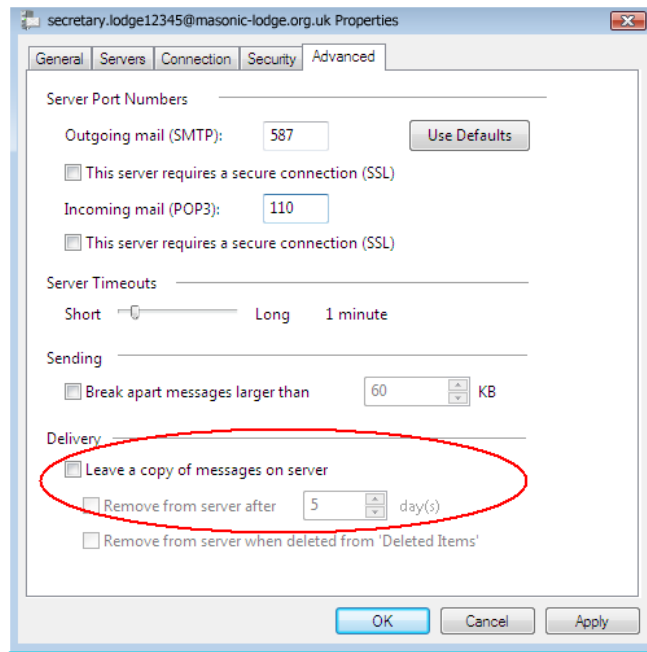 secretary.lodge12345@masonic-lodge.org.uk Properties
General Servers Connection Security Advanced
Server Port Numbers
Outgoing mail (SMTP): 587 Use Defaults
This server requires a secure connection (SSL)
Incoming mail (POP3): 110
This server requires a secure connection (SSL)
Server Timeouts
Short Long 1 minute
Sending
Break apart messages larger than 60 KB
Delivery
Leave a copy of messages on server
Remove from server after 5 day(s)
Remove from server when deleted from 'Deleted Items'
OK Cancel Apply